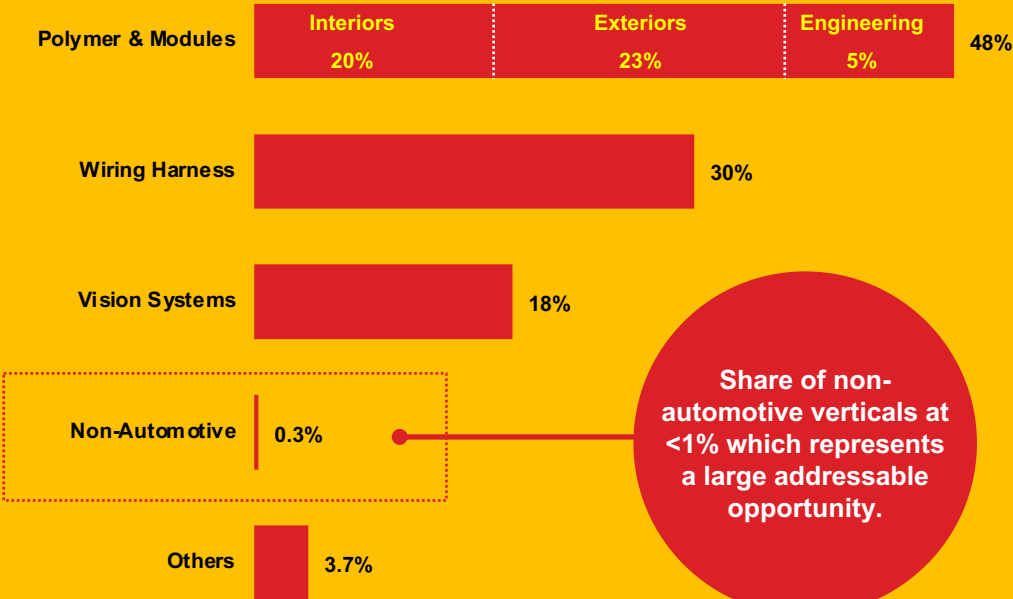 Interiors Exteriors Engineering
Polymer & Modules 48%
20% 23% 5%
Wiring Harness 30%
Vision Systems 18%
Non-Automotive 0.3%
Share of non-
automotive verticals at
<1% which represents
a large addressable
opportunity.
Others 3.7%